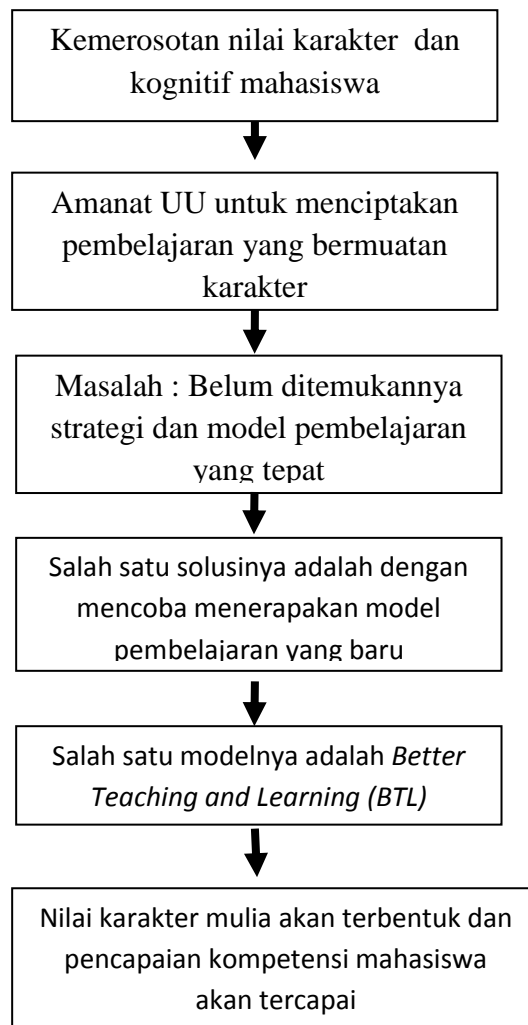 Kemerosotan nilai karakter dan
kognitif mahasiswa
Amanat UU untuk menciptakan
pembelajaran yang bermuatan
karakter
Masalah : Belum ditemukannya
strategi dan model pembelajaran
yang tepat
Salah satu solusinya adalah dengan
mencoba menerapakan model
pembelajaran yang baru
Salah satu modelnya adalah Better
Teaching and Learning (BTL)
Nilai karakter mulia akan terbentuk dan
pencapaian kompetensi mahasiswa
akan tercapai